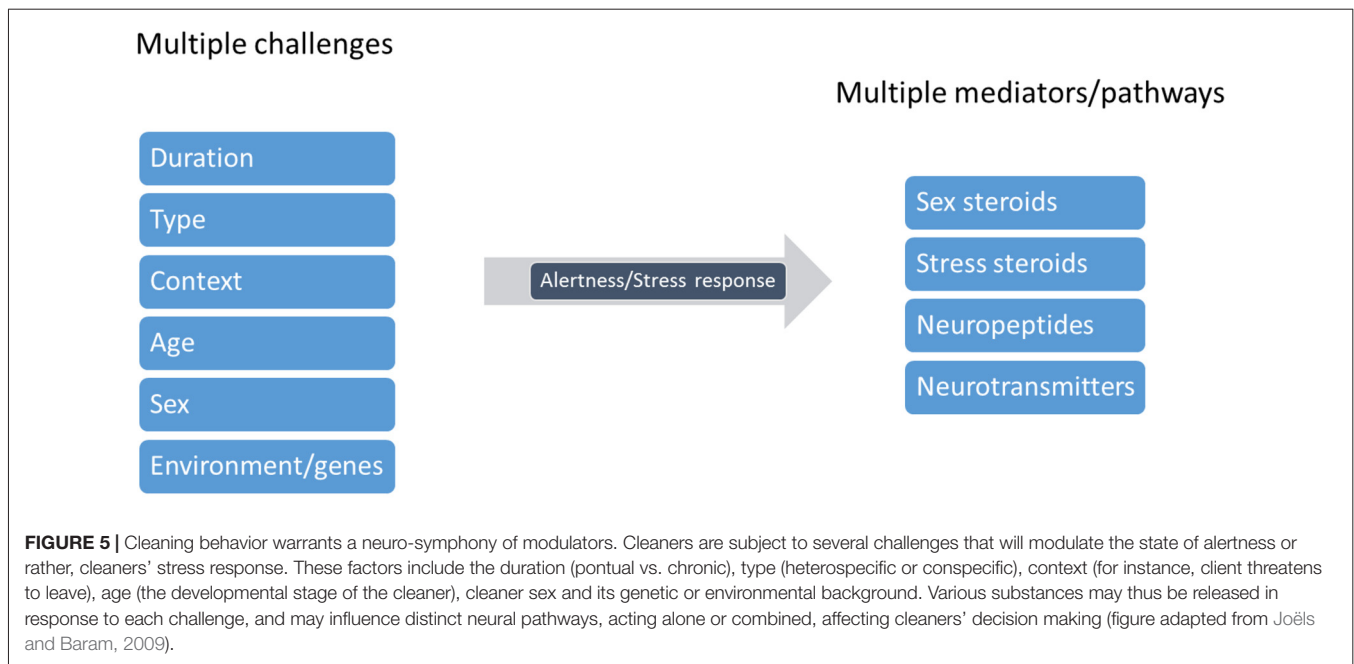 Multiple challenges
Duration
Type
Context
Age
Sex
Environment/genes
Alertness/Stress response
Multiple mediators/pathways
Sex steroids
Stress steroids
Neuropeptides
Neurotransmitters
FIGURE 5 | Cleaning behavior warrants a neuro-symphony of modulators. Cleaners are subject to several challenges that will modulate the state of alertness or
rather, cleaners’ stress response. These factors include the duration (pontual vs. chronic), type (heterospecific or conspecific), context (for instance, client threatens
to leave), age (the developmental stage of the cleaner), cleaner sex and its genetic or environmental background. Various substances may thus be released in
response to each challenge, and may influence distinct neural pathways, acting alone or combined, affecting cleaners’ decision making (figure adapted from Joëls
and Baram, 2009).